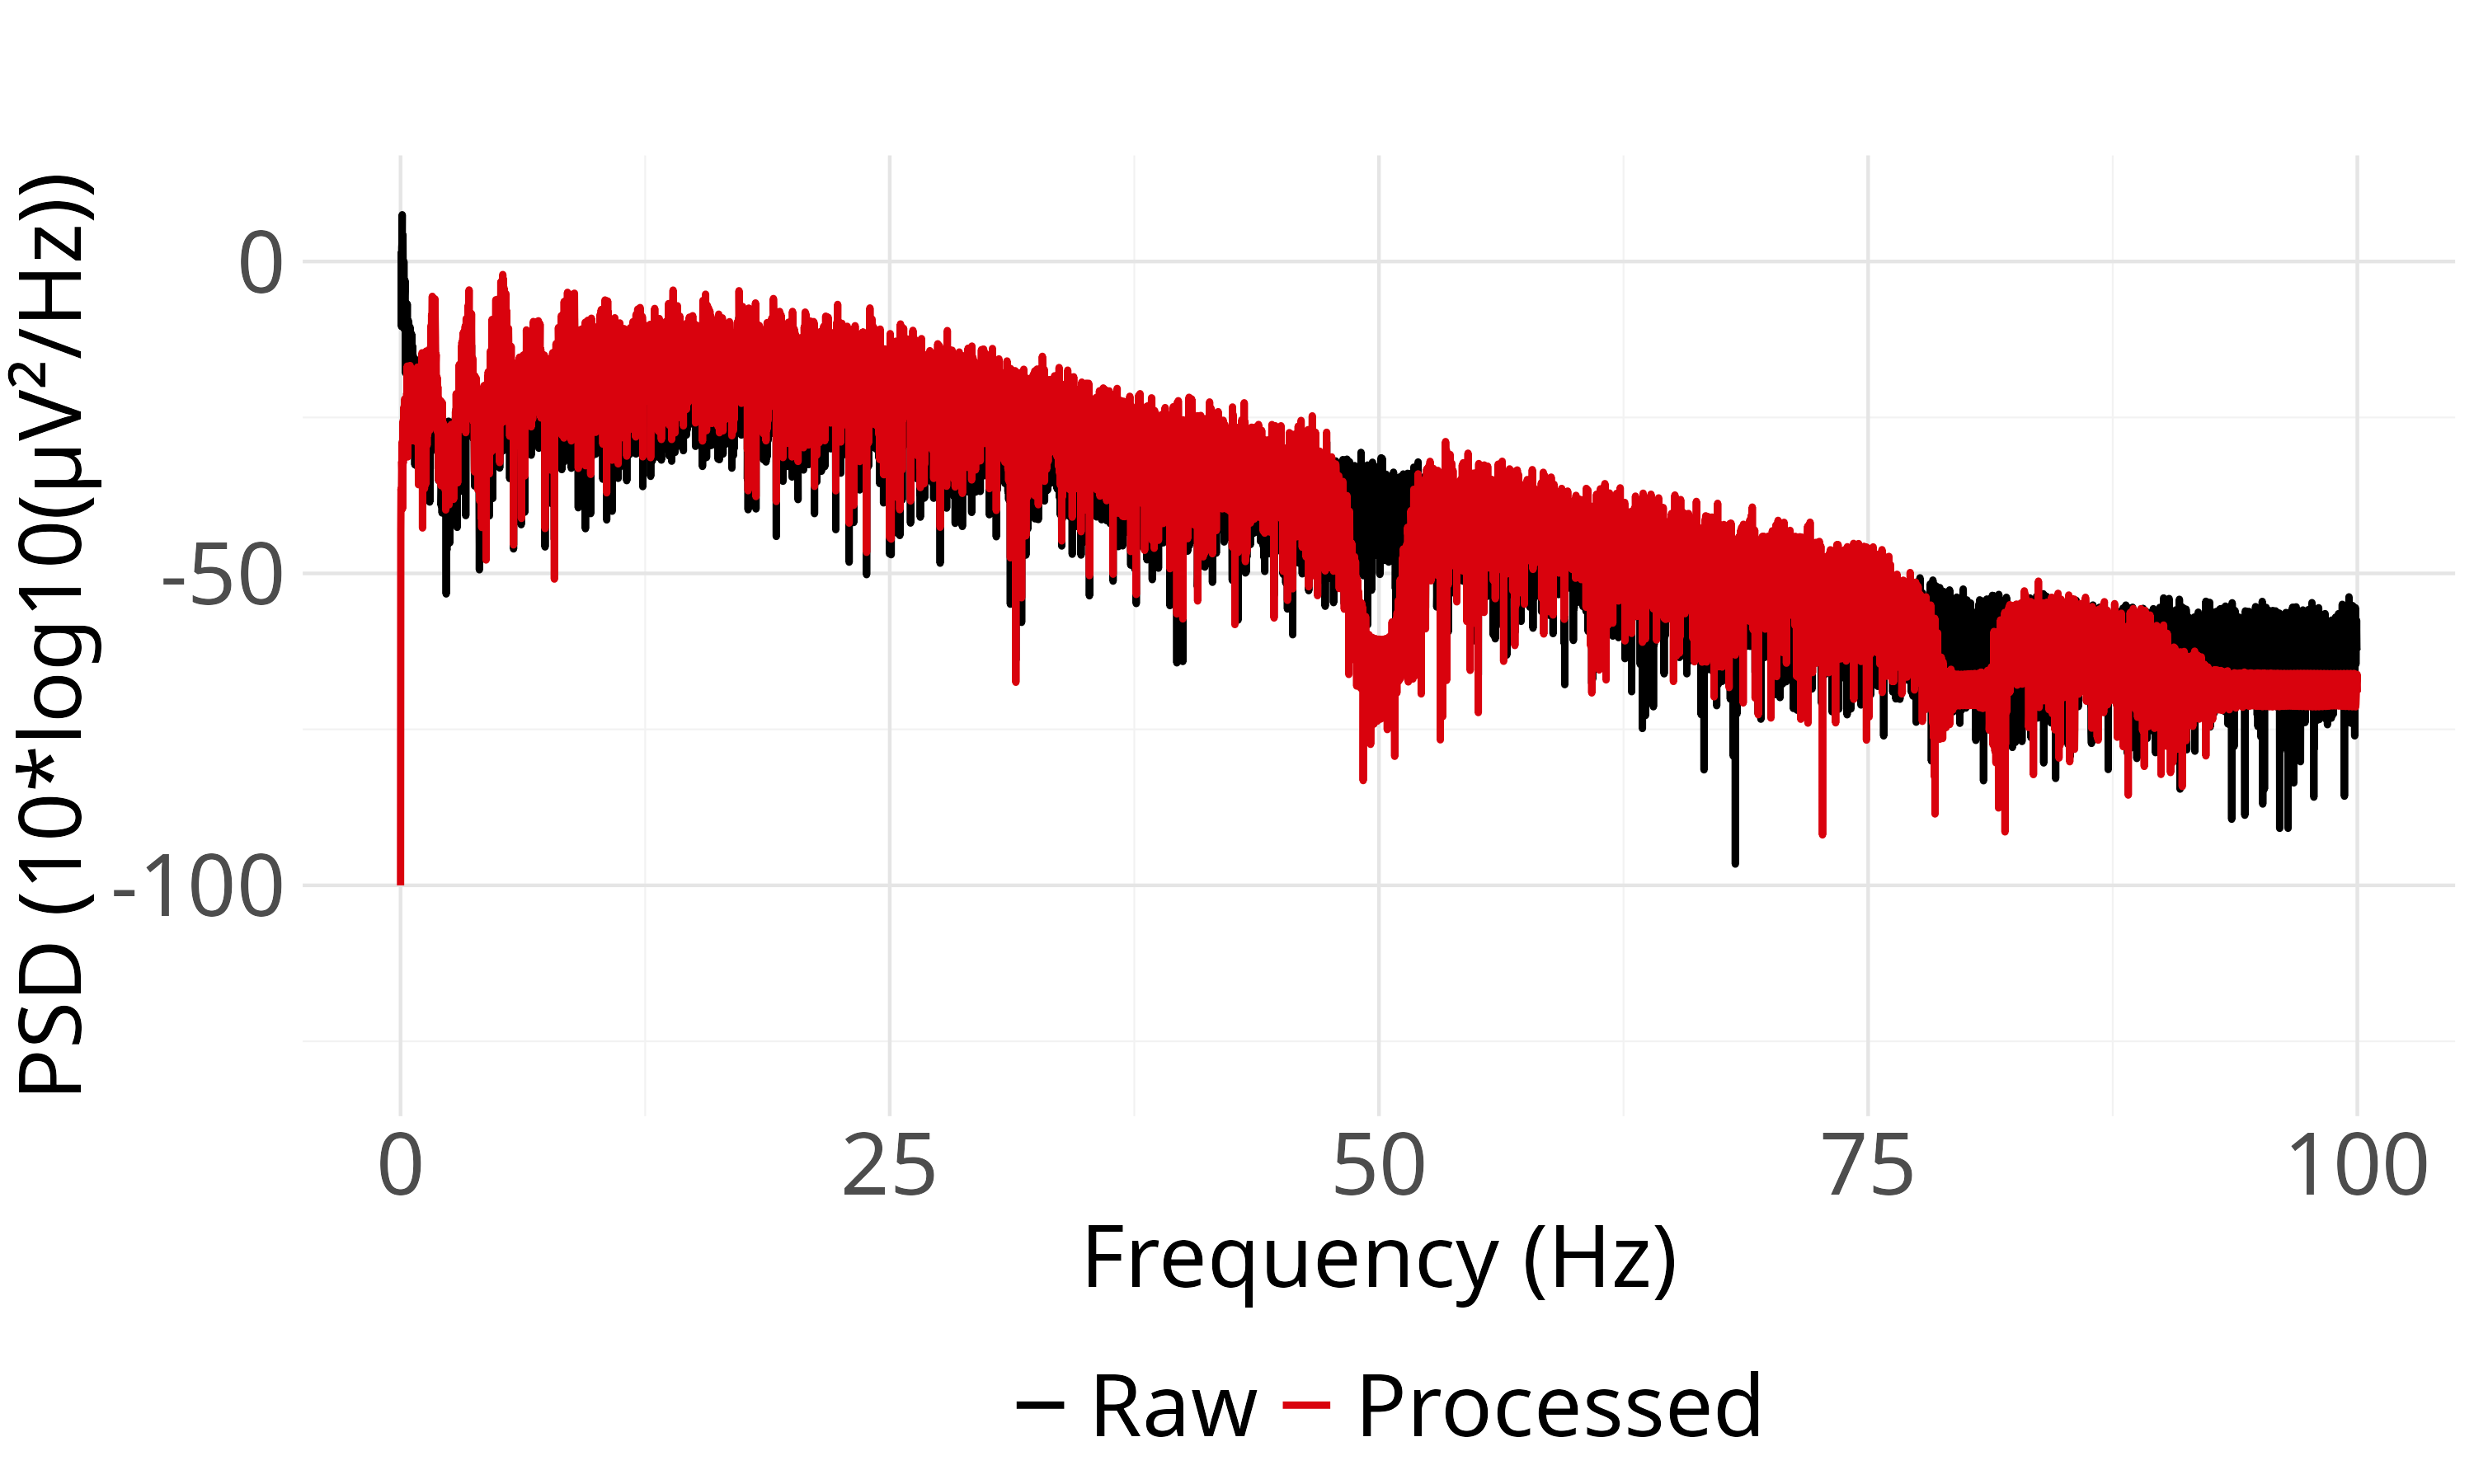 PSD (10*log10(µV²/Hz))
0
-50
-100
0 25 50 75 100
Frequency (Hz)
Raw Processed